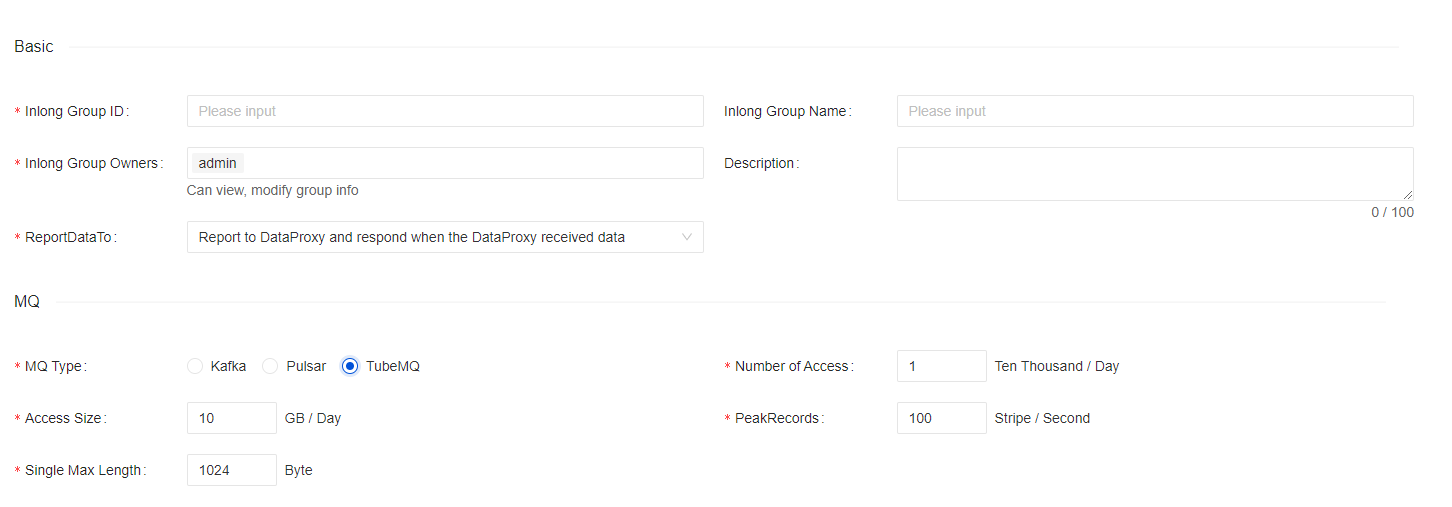 Basic
* Inlong Group ID: Please input
Inlong Group Name: Please input
* Inlong Group Owners: admin
Can view, modify group info
Description:
0 / 100
* ReportDataTo: Report to DataProxy and respond when the DataProxy received data
MQ
* MQ Type: Kafka Pulsar TubeMQ
* Number of Access: 1 Ten Thousand / Day
* Access Size: 10 GB / Day
* PeakRecords: 100 Stripe / Second
* Single Max Length: 1024 Byte